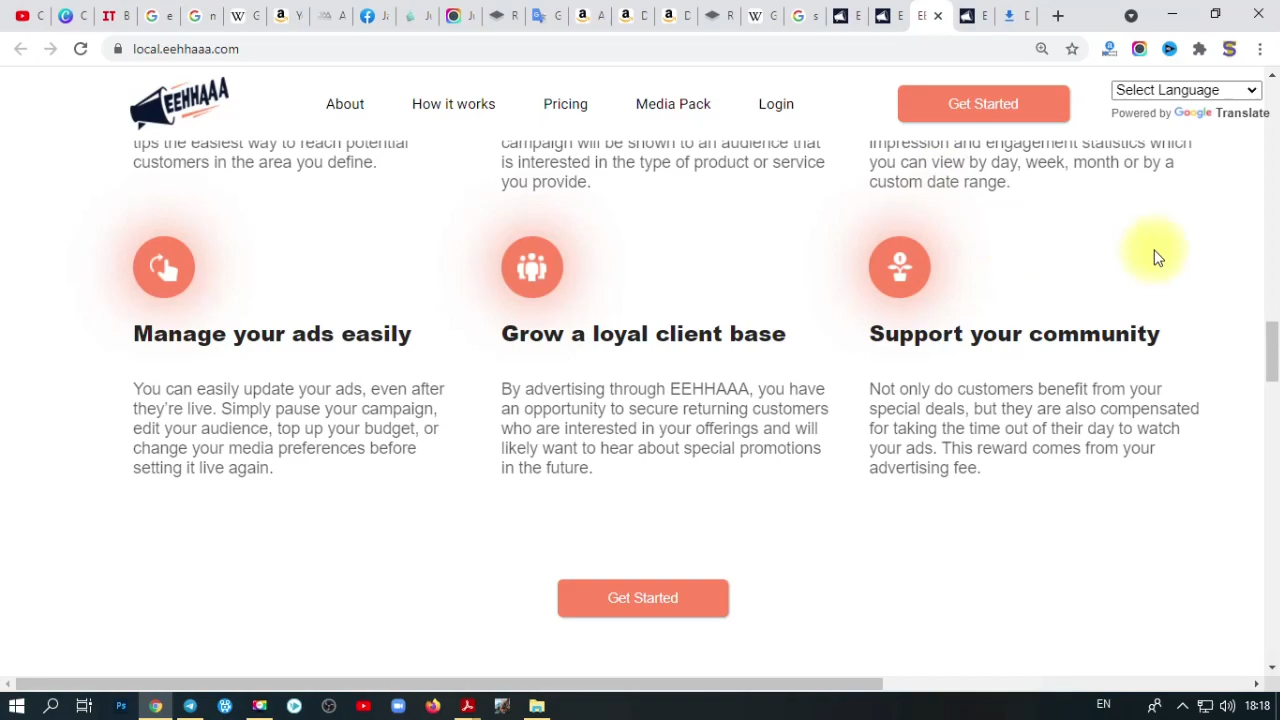 local.eehhaaa.com
EEHHAAA
About
How it works
Pricing
Media Pack
Login
Get Started
Select Language
Powered by Google Translate
tips the easiest way to reach potential
customers in the area you define.
campaign will be shown to an audience that
is interested in the type of product or service
you provide.
impression and engagement statistics which
you can view by day, week, month or by a
custom date range.
Manage your ads easily
You can easily update your ads, even after
they're live. Simply pause your campaign,
edit your audience, top up your budget, or
change your media preferences before
setting it live again.
Grow a loyal client base
By advertising through EEHHAAA, you have
an opportunity to secure returning customers
who are interested in your offerings and will
likely want to hear about special promotions
in the future.
Support your community
Not only do customers benefit from your
special deals, but they are also compensated
for taking the time out of their day to watch
your ads. This reward comes from your
advertising fee.
Get Started
EN
18:18